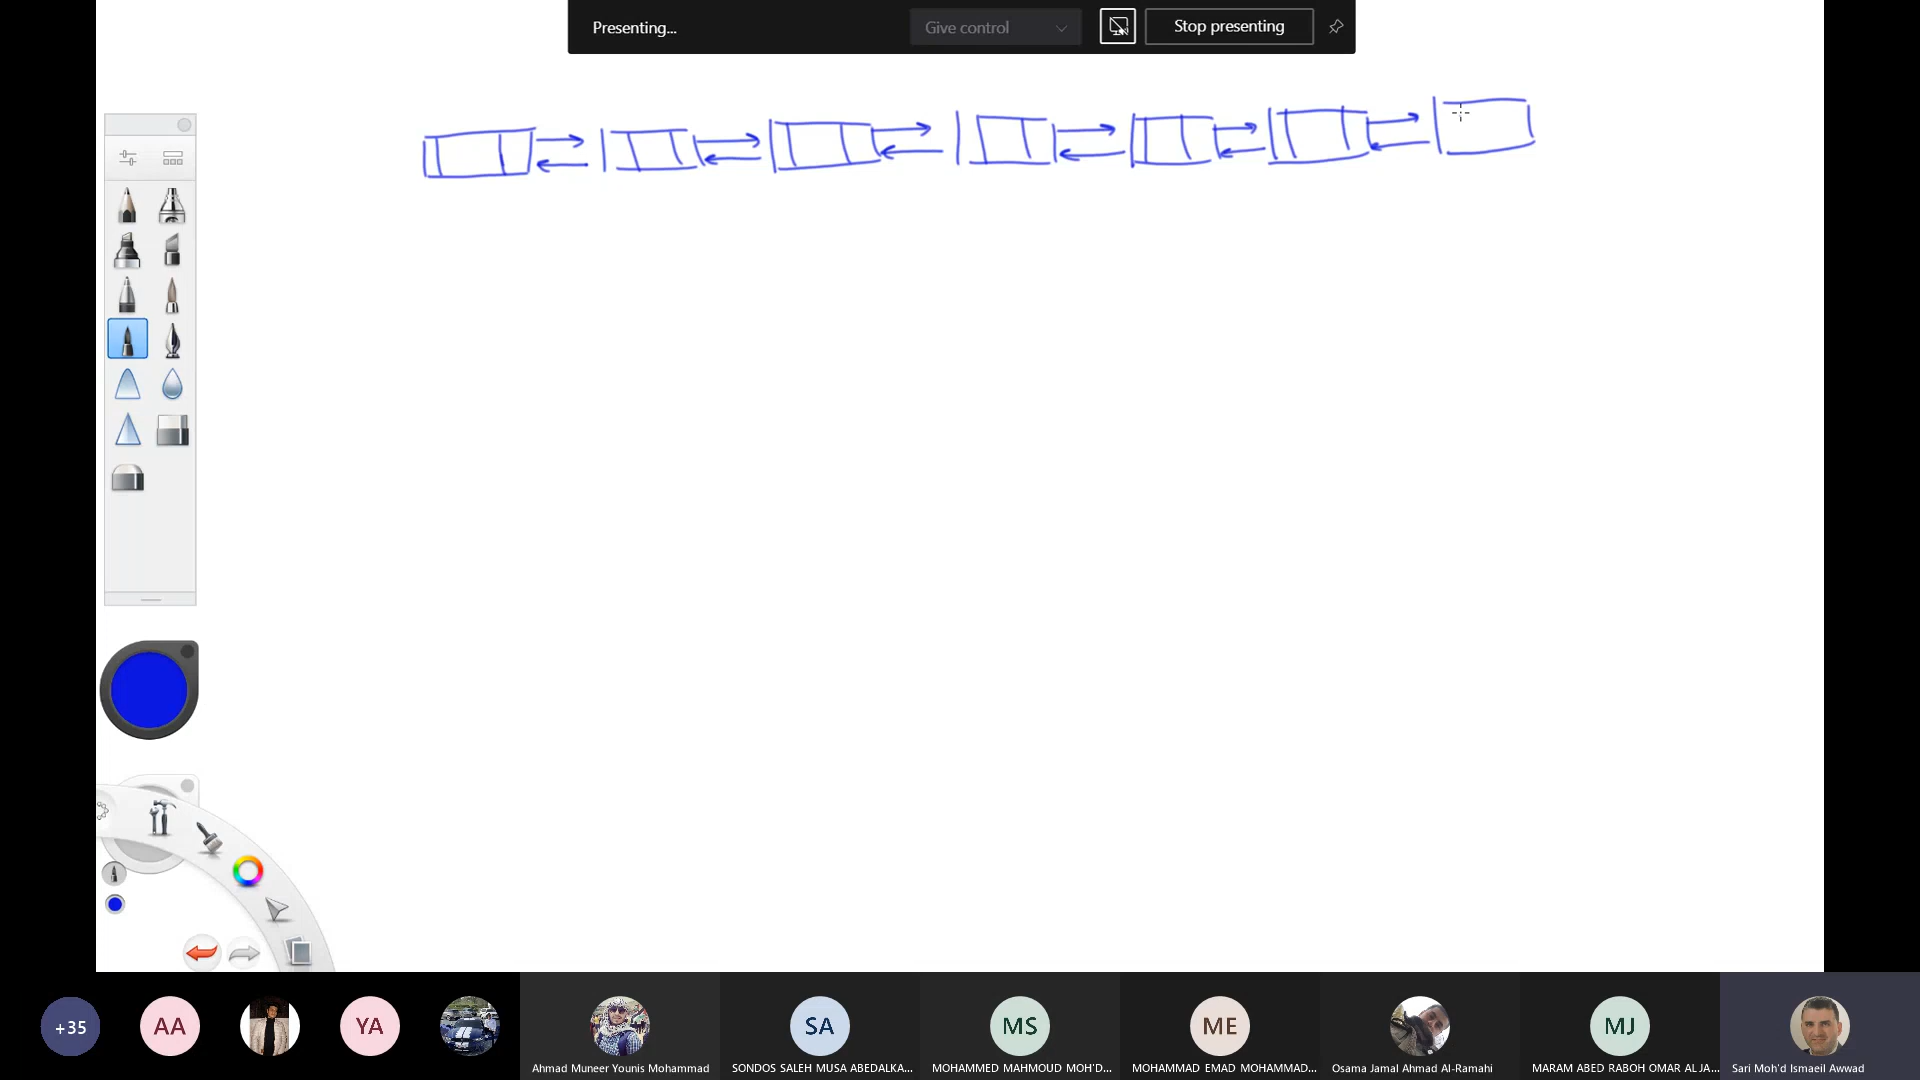 Presenting...
Give control
Stop presenting
+35
AA
YA
SA
MS
ME
MJ
Ahmad Muneer Younis Mohammad
SONDOS SALEH MUSA ABEDALKA...
MOHAMMED MAHMOUD MOH'D...
MOHAMMAD EMAD MOHAMMAD...
Osama Jamal Ahmad Al-Ramahi
MARAM ABED RABOH OMAR AL JA...
Sari Moh'd Ismaeil Awwad